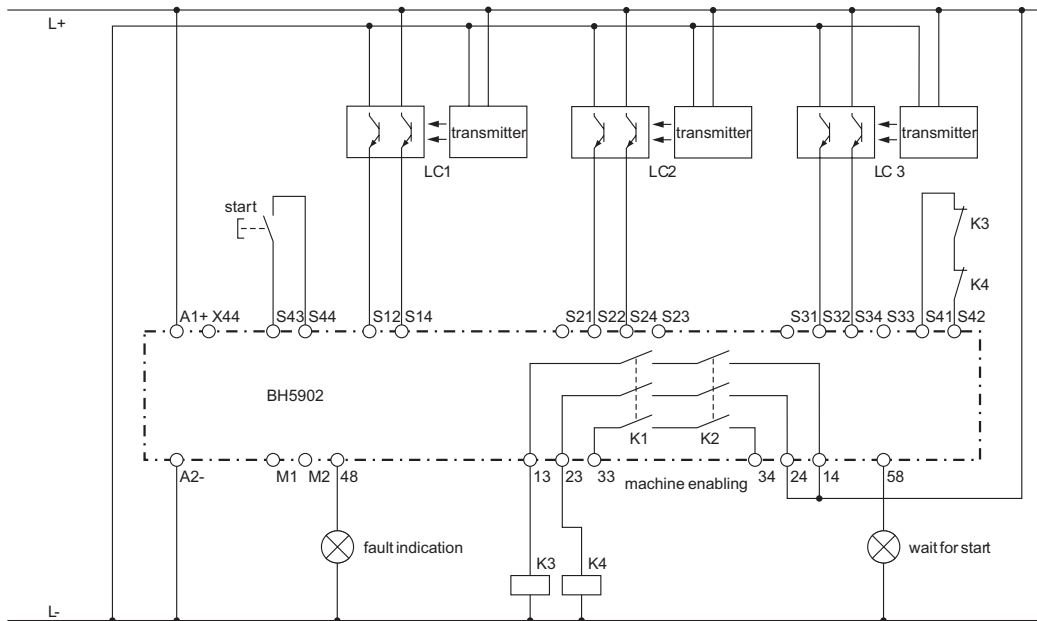 L+
transmitter
transmitter
transmitter
LC1
LC2
LC 3
start
K3
K4
A1+ X44 S43 S44 S12 S14 S21 S22 S24 S23 S31 S32 S34 S33 S41 S42
BH5902
K1 K2
A2- M1 M2 48 13 23 33 machine enabling 34 24 14 58
fault indication
K3 K4
wait for start
L-